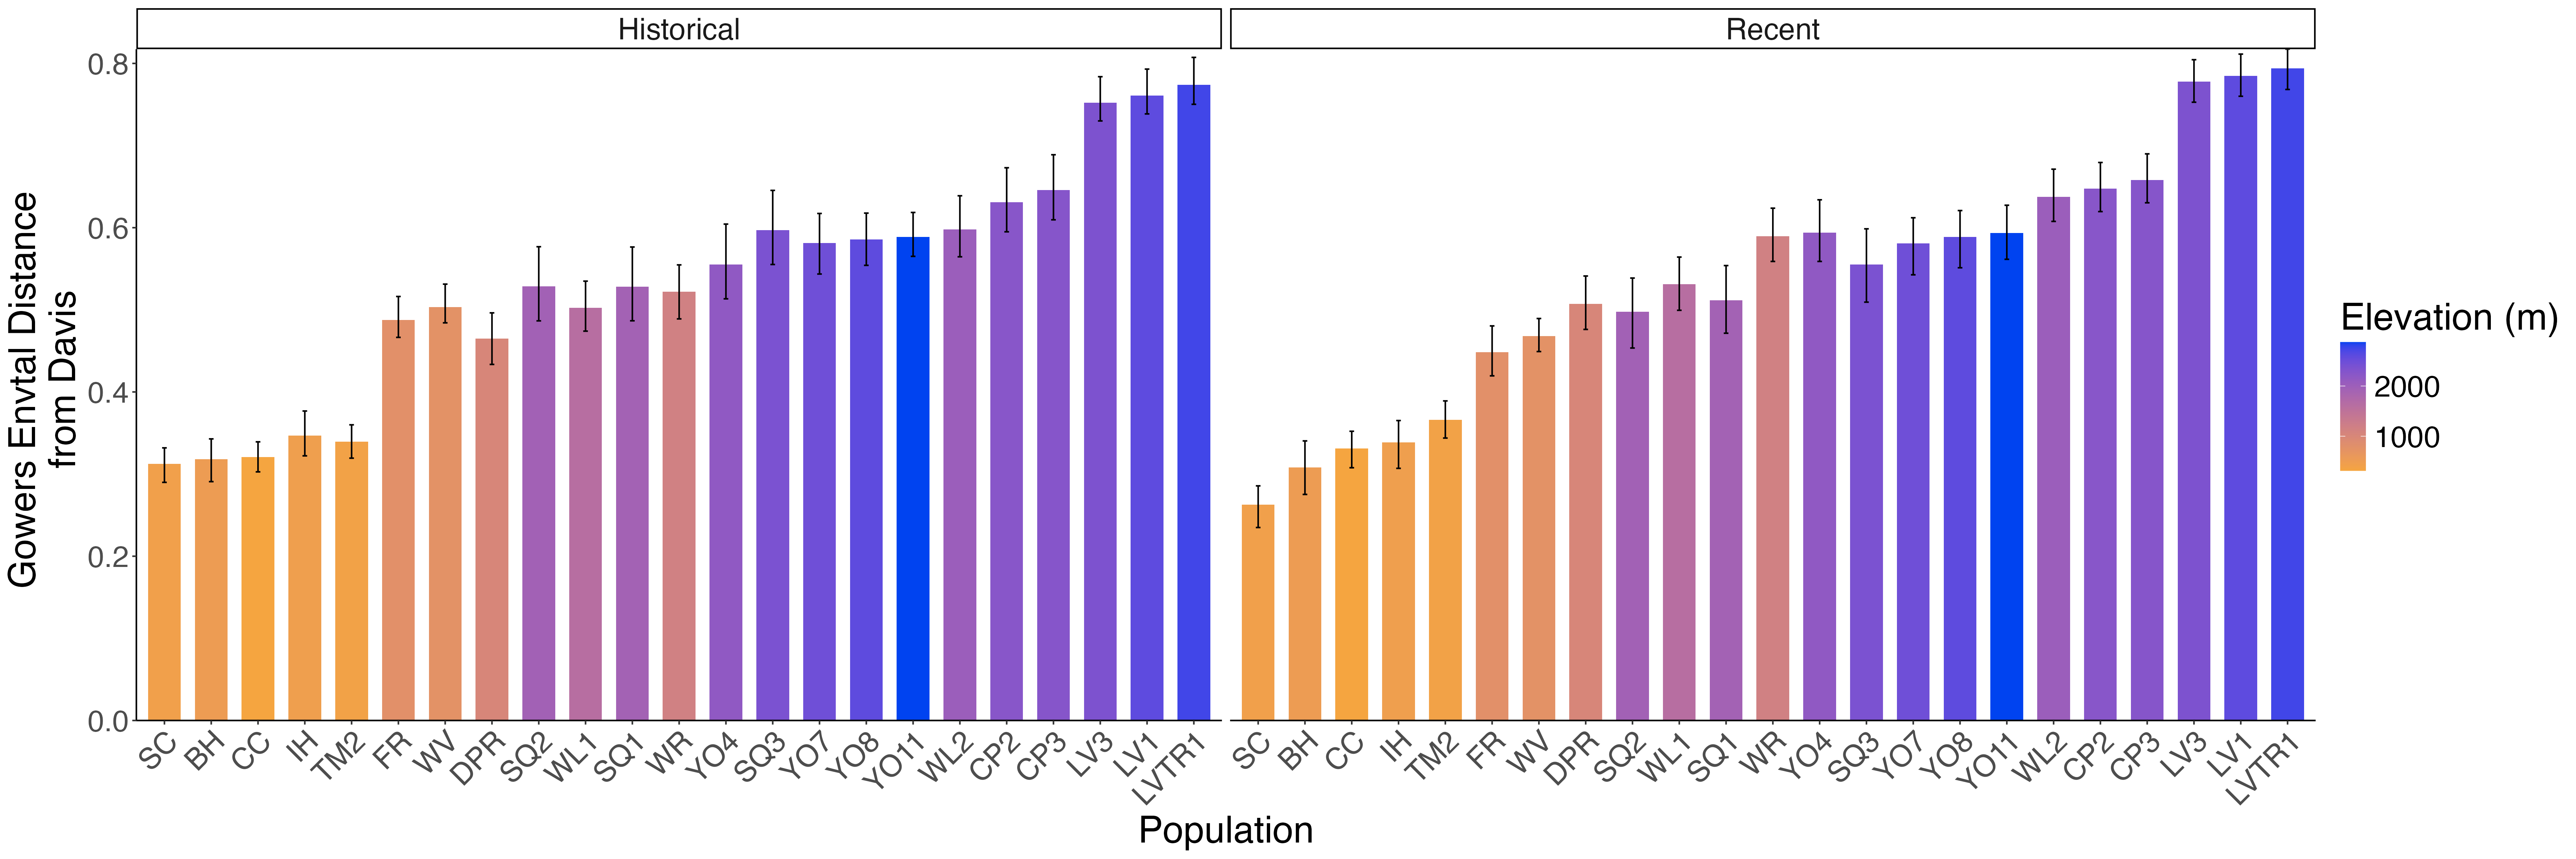 Historical
Recent
Gowers Envtal Distance
from Davis
0.8
0.6
0.4
0.2
0.0
SC
BH
CC
IH
TM2
FR
WV
DPR
SQ2
WL1
SQ1
WR
YO4
SQ3
YO7
YO8
YO11
WL2
CP2
CP3
LV3
LV1
LVTR1
SC
BH
CC
IH
TM2
FR
WV
DPR
SQ2
WL1
SQ1
WR
YO4
SQ3
YO7
YO8
YO11
WL2
CP2
CP3
LV3
LV1
LVTR1
Population
Elevation (m)
2000
1000